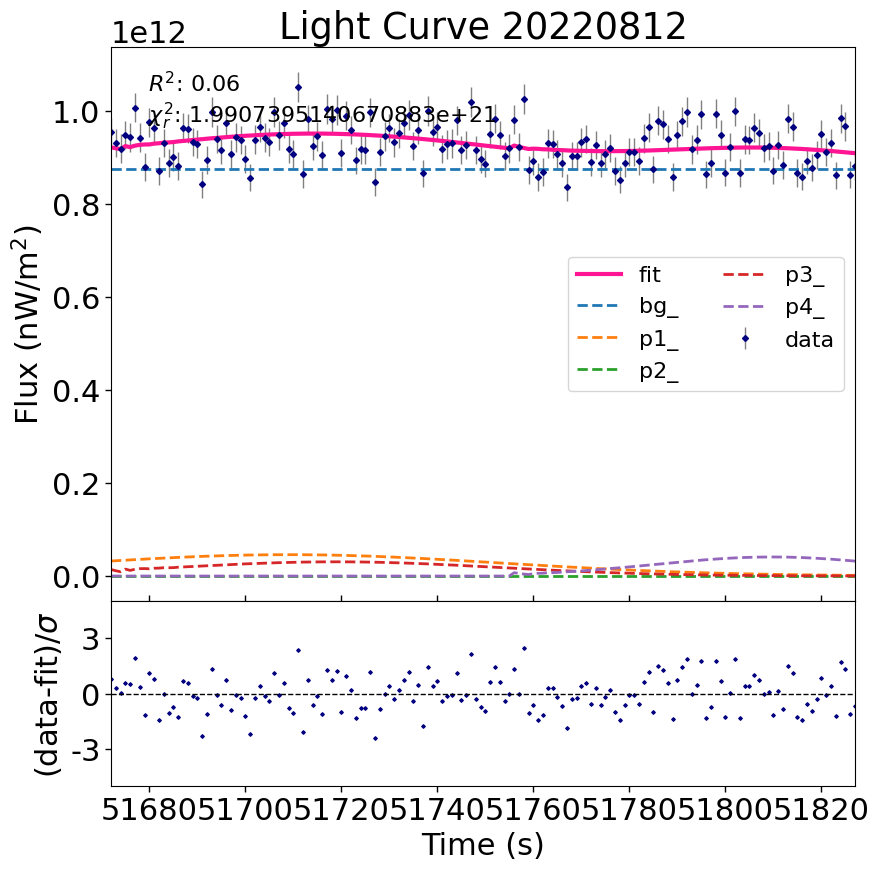 Light Curve 20220812
1e12
R²: 0.06
χ²: 1.9907395140670883e+21
Flux (nW/m²)
1.0
0.8
0.6
0.4
0.2
0.0
fit
bg_
p1_
p2_
p3_
p4_
data
(data-fit)/σ
3
0
-3
51680
51700
51720
51740
51760
51780
51800
51820
Time (s)